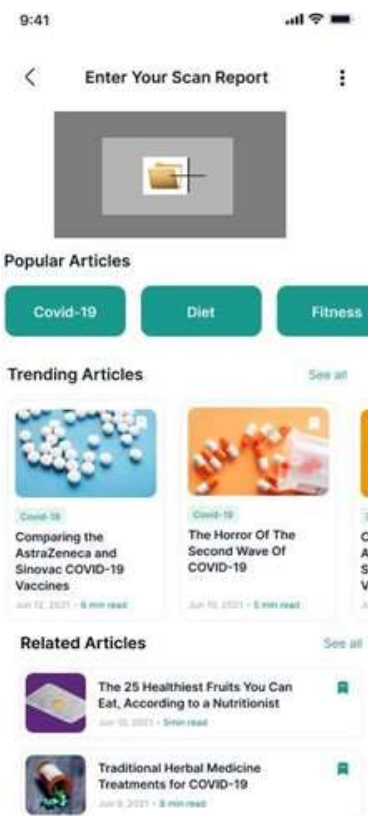 9:41
Enter Your Scan Report
Popular Articles
Covid-19
Diet
Fitness
Trending Articles
See all
Covid-19
Comparing the
AstraZeneca and
Sinovac COVID-19
Vaccines
Jun 12, 2021 • 6 min read
Covid-19
The Horror Of The
Second Wave Of
COVID-19
Jun 10, 2021 • 5 min read
Related Articles
See all
The 25 Healthiest Fruits You Can
Eat, According to a Nutritionist
Jun 10, 2021 • 5min read
Traditional Herbal Medicine
Treatments for COVID-19
Jun 9, 2021 • 8 min read